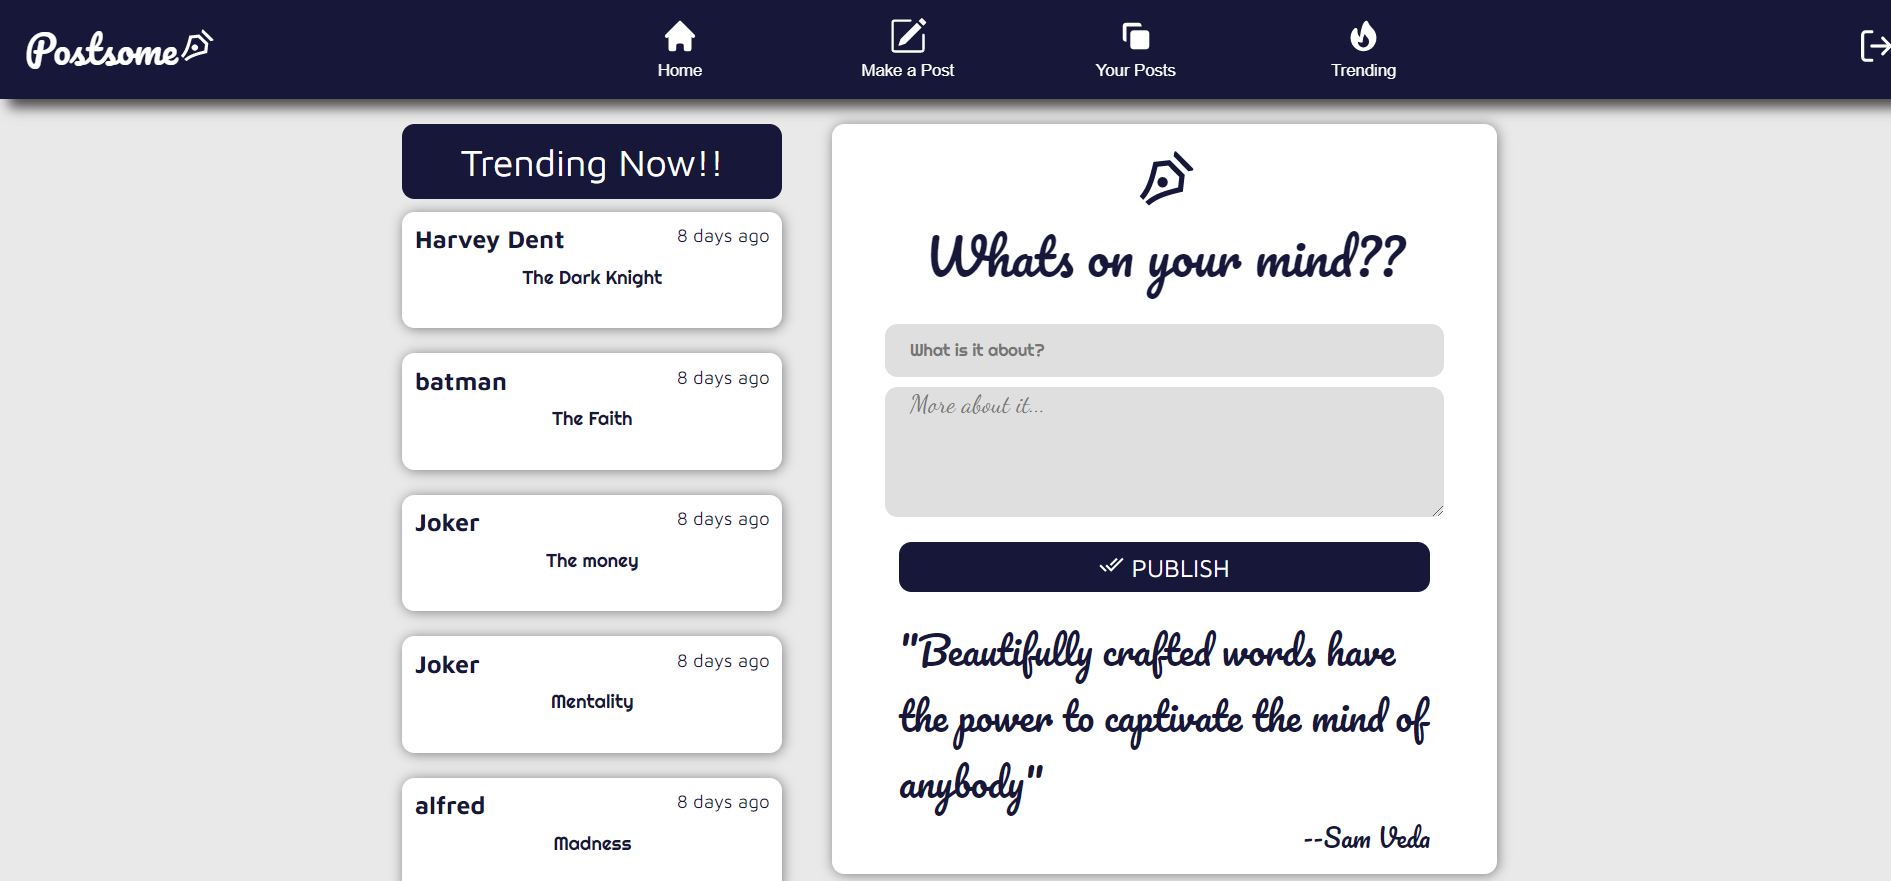 Postsome
Home
Make a Post
Your Posts
Trending
Trending Now!!
Harvey Dent
8 days ago
The Dark Knight
batman
8 days ago
The Faith
Joker
8 days ago
The money
Joker
8 days ago
Mentality
alfred
8 days ago
Madness
Whats on your mind??
What is it about?
More about it...
PUBLISH
"Beautifully crafted words have
the power to captivate the mind of
anybody"
--Sam Veda